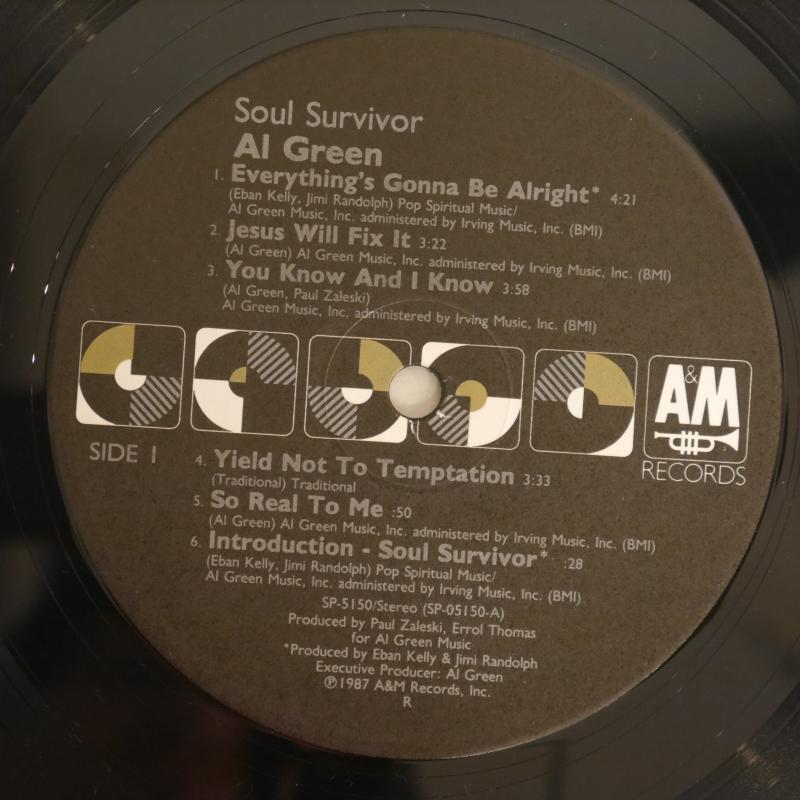 Soul Survivor
Al Green
1. Everything's Gonna Be Alright* 4:21
(Eban Kelly, Jimi Randolph) Pop Spiritual Music/
Al Green Music, Inc. administered by Irving Music, Inc. (BMI)
2. Jesus Will Fix It 3:22
(Al Green) Al Green Music, Inc. administered by Irving Music, Inc. (BMI)
3. You Know And I Know 3:58
(Al Green, Paul Zaleski)
Al Green Music, Inc. administered by Irving Music, Inc. (BMI)
A&M
RECORDS
SIDE 1
4. Yield Not To Temptation 3:33
(Traditional) Traditional
5. So Real To Me :50
(Al Green) Al Green Music, Inc. administered by Irving Music, Inc. (BMI)
6. Introduction - Soul Survivor* :28
(Eban Kelly, Jimi Randolph) Pop Spiritual Music/
Al Green Music, Inc. administered by Irving Music, Inc. (BMI)
SP-5150/Stereo (SP-05150-A)
Produced by Paul Zaleski, Errol Thomas
for Al Green Music
*Produced by Eban Kelly & Jimi Randolph
Executive Producer: Al Green
℗1987 A&M Records, Inc.
R